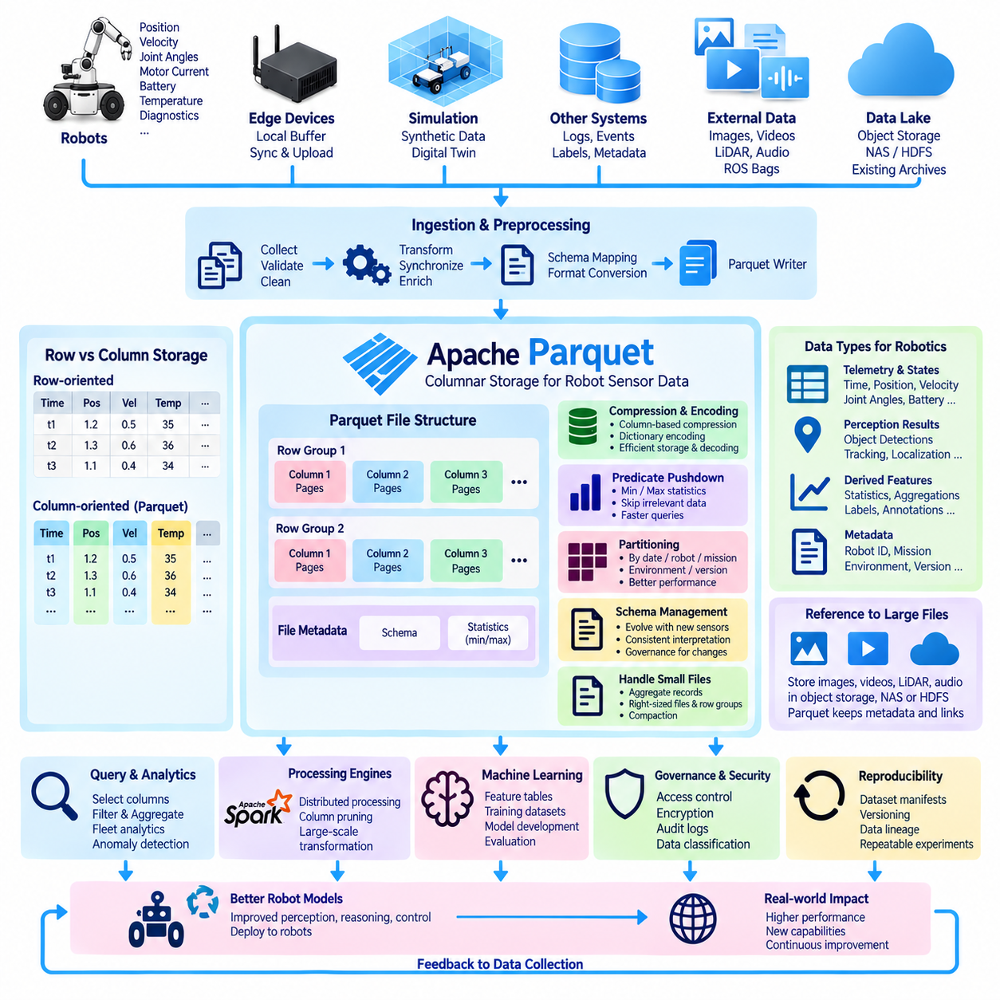 Position
Velocity
Joint Angles
Motor Current
Battery
Temperature
Diagnostics
...
Robots
Edge Devices
Local Buffer
Sync & Upload
Simulation
Synthetic Data
Digital Twin
Other Systems
Logs, Events
Labels, Metadata
External Data
Images, Videos
LiDAR, Audio
ROS Bags
Data Lake
Object Storage
NAS / HDFS
Existing Archives
Ingestion & Preprocessing
Collect
Validate
Clean
Transform
Synchronize
Enrich
Schema Mapping
Format Conversion
Parquet Writer
Row vs Column Storage
Row-oriented
Time Pos Vel Temp ...
t1 1.2 0.5 35 ...
t2 1.3 0.6 36 ...
t3 1.1 0.4 34 ...
Column-oriented (Parquet)
Time Pos Vel Temp ...
t1 1.2 0.5 35 ...
t2 1.3 0.6 36 ...
t3 1.1 0.4 34 ...
... ... ... ... ...
Apache Parquet
Columnar Storage for Robot Sensor Data
Parquet File Structure
Row Group 1
Column 1 Pages
Column 2 Pages
Column 3 Pages
...
Row Group 2
Column 1 Pages
Column 2 Pages
Column 3 Pages
...
File Metadata
Schema
Statistics
(min/max)
Compression & Encoding
• Column-based compression
• Dictionary encoding
• Efficient storage & decoding
Predicate Pushdown
• Min / Max statistics
• Skip irrelevant data
• Faster queries
Partitioning
• By date / robot / mission
• Environment / version
• Better performance
Schema Management
• Evolve with new sensors
• Consistent interpretation
• Governance for changes
Handle Small Files
• Aggregate records
• Right-sized files & row groups
• Compaction
Data Types for Robotics
Telemetry & States
Time, Position, Velocity
Joint Angles, Battery ...
Perception Results
Object Detections
Tracking, Localization ...
Derived Features
Statistics, Aggregations
Labels, Annotations ...
Metadata
Robot ID, Mission
Environment, Version ...
Reference to Large Files
Store images, videos, LiDAR, audio
in object storage, NAS or HDFS
Parquet keeps metadata and links
Query & Analytics
Select columns
Filter & Aggregate
Fleet analytics
Anomaly detection
Processing Engines
Apache
Spark
Distributed processing
Column pruning
Large-scale
transformation
Machine Learning
Feature tables
Training datasets
Model development
Evaluation
Governance & Security
Access control
Encryption
Audit logs
Data classification
Reproducibility
Dataset manifests
Versioning
Data lineage
Repeatable experiments
Better Robot Models
Improved perception, reasoning, control
Deploy to robots
Real-world Impact
Higher performance
New capabilities
Continuous improvement
Feedback to Data Collection